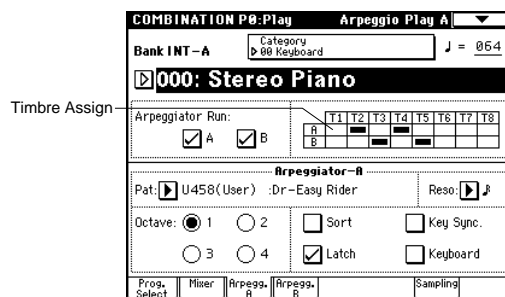 COMBINATION P0:Play Arpeggio Play A
Bank INT-A
Category
00 Keyboard
♩ = 064
000: Stereo Piano
Timbre Assign
Arpeggiator Run:
A B
T1 T2 T3 T4 T5 T6 T7 T8
A
B
Arpeggiator-A
Pat: U458(User) :Dr-Easy Rider Reso: ♪
Octave: 1 2 Sort Key Sync.
3 4 Latch Keyboard
Prog. Select Mixer Arpegg. A Arpegg. B Sampling